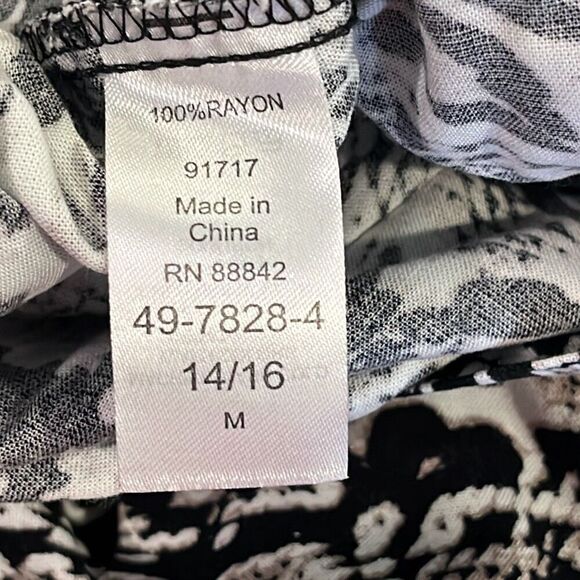 100%RAYON
91717
Made in
China
RN 88842
49-7828-4
14/16
M